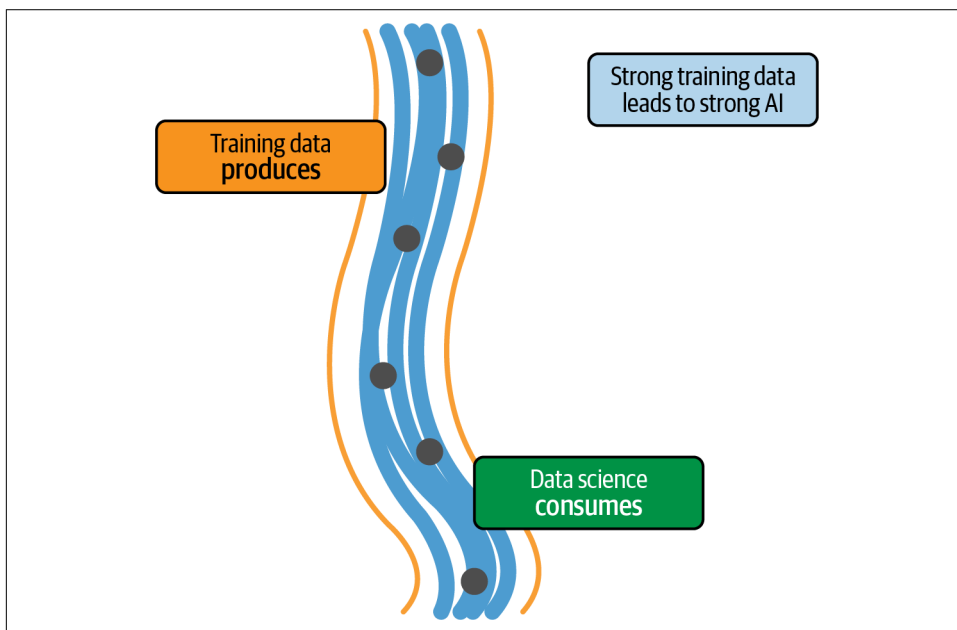 Strong training data
leads to strong AI
Training data
produces
Data science
consumes